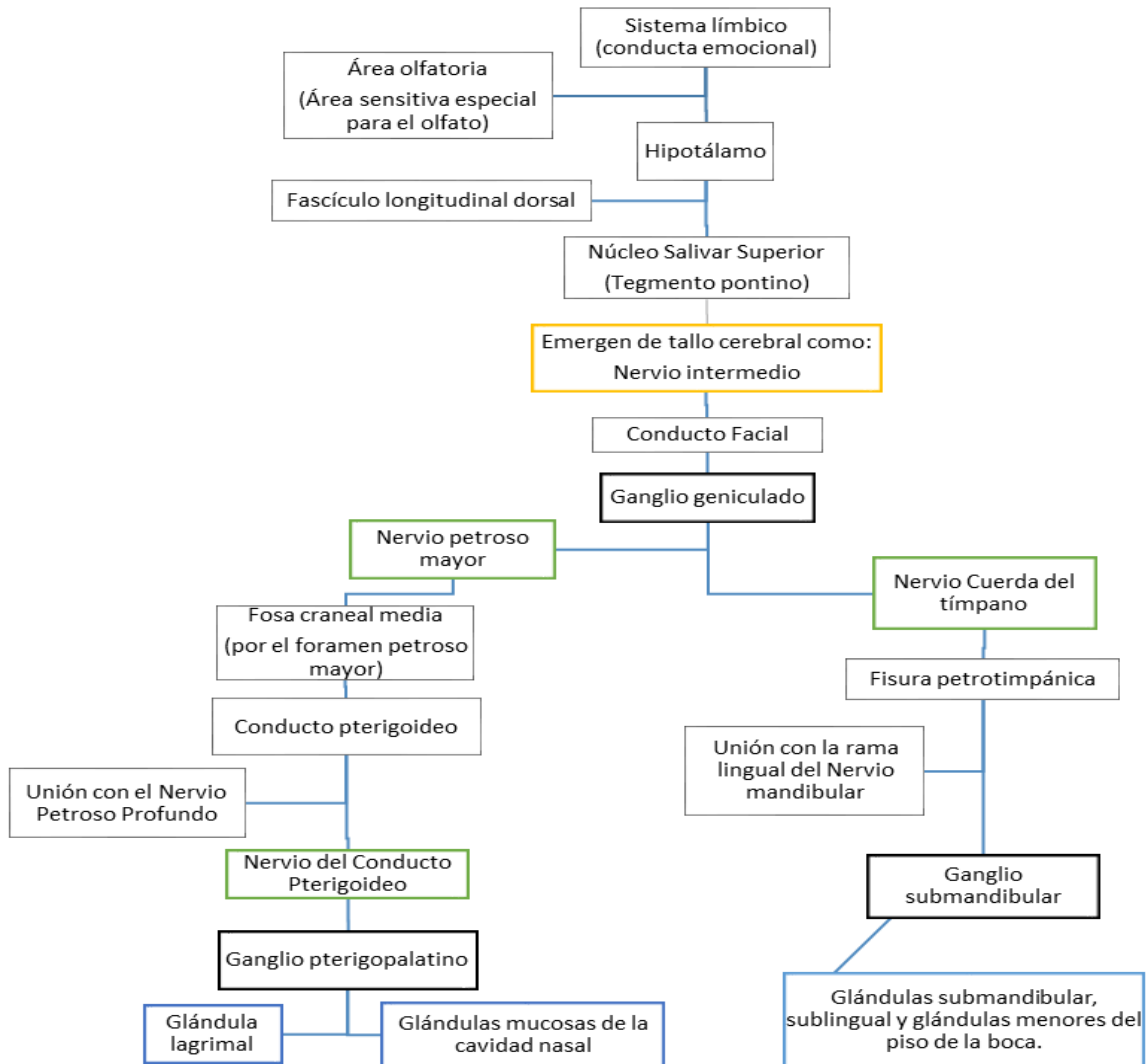 Sistema límbico
(conducta emocional)
Área olfatoria
(Área sensitiva especial
para el olfato)
Hipotálamo
Fascículo longitudinal dorsal
Núcleo Salivar Superior
(Tegmento pontino)
Emergen de tallo cerebral como:
Nervio intermedio
Conducto Facial
Ganglio geniculado
Nervio petroso
mayor
Fosa craneal media
(por el foramen petroso
mayor)
Conducto pterigoideo
Unión con el Nervio
Petroso Profundo
Nervio del Conducto
Pterigoideo
Ganglio pterigopalatino
Glándula
lagrimal
Glándulas mucosas de la
cavidad nasal
Nervio Cuerda del
tímpano
Fisura petrotimpánica
Unión con la rama
lingual del Nervio
mandibular
Ganglio
submandibular
Glándulas submandibular,
sublingual y glándulas menores del
piso de la boca.